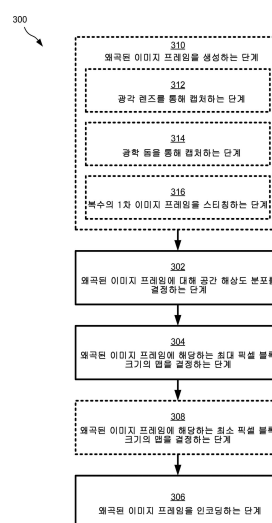 300
310
왜곡된 이미지 프레임을 생성하는 단계
312
광각 렌즈를 통해 캡처하는 단계
314
광학 돔을 통해 캡처하는 단계
316
복수의 1차 이미지 프레임을 스티칭하는 단계
302
왜곡된 이미지 프레임에 대해 공간 해상도 분포를
결정하는 단계
304
왜곡된 이미지 프레임에 해당하는 최대 픽셀 블록
크기의 맵을 결정하는 단계
308
왜곡된 이미지 프레임에 해당하는 최소 픽셀 블록
크기의 맵을 결정하는 단계
306
왜곡된 이미지 프레임을 인코딩하는 단계